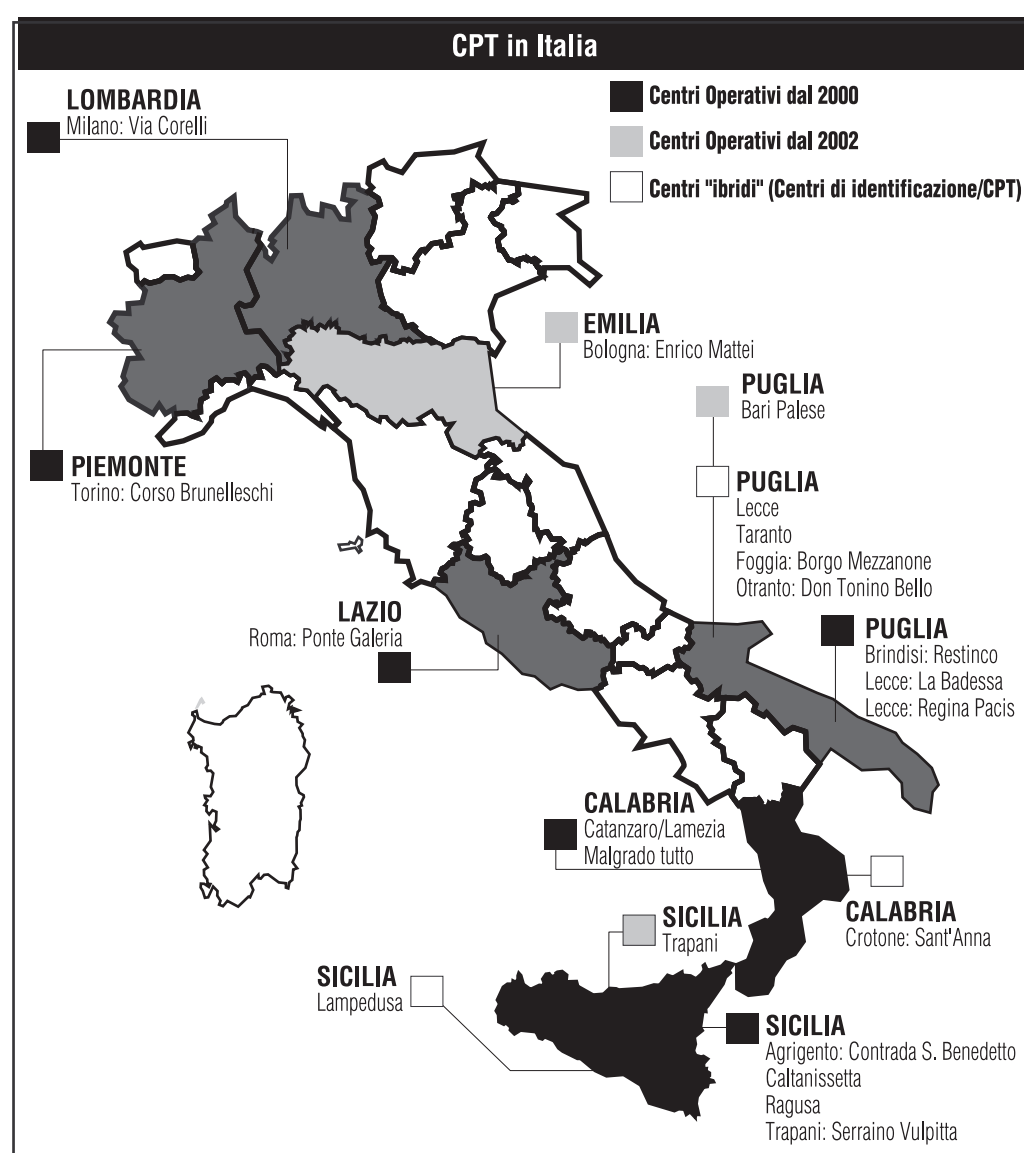 CPT in Italia
LOMBARDIA
Milano: Via Corelli
Centri Operativi dal 2000
Centri Operativi dal 2002
Centri "ibridi" (Centri di identificazione/CPT)
EMILIA
Bologna: Enrico Mattei
PUGLIA
Bari Palese
PIEMONTE
Torino: Corso Brunelleschi
PUGLIA
Lecce
Taranto
Foggia: Borgo Mezzanone
Otranto: Don Tonino Bello
LAZIO
Roma: Ponte Galeria
PUGLIA
Brindisi: Restinco
Lecce: La Badessa
Lecce: Regina Pacis
CALABRIA
Catanzaro/Lamezia
Malgrado tutto
CALABRIA
Crotone: Sant'Anna
SICILIA
Trapani
SICILIA
Lampedusa
SICILIA
Agrigento: Contrada S. Benedetto
Caltanissetta
Ragusa
Trapani: Serraino Vulpitta